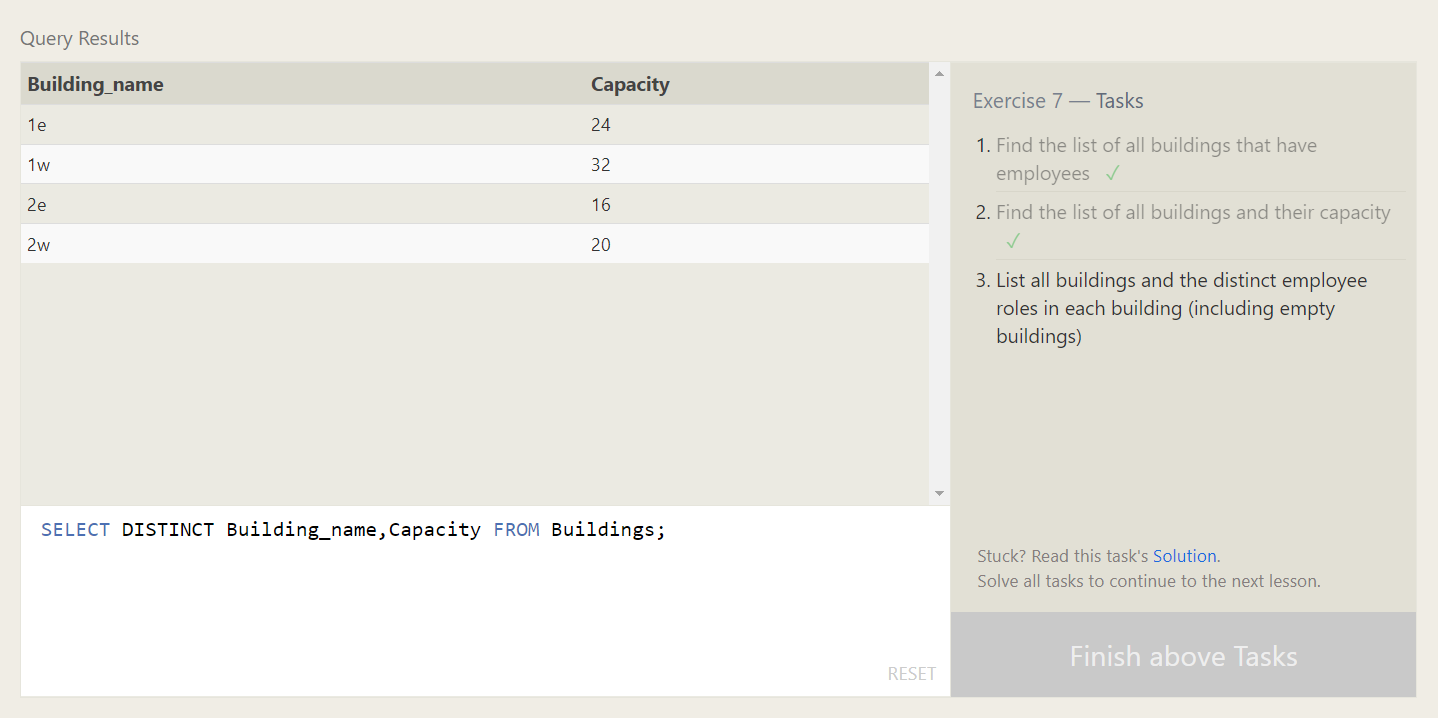 Query Results
Building_name Capacity
1e 24
1w 32
2e 16
2w 20
SELECT DISTINCT Building_name,Capacity FROM Buildings;
RESET
Exercise 7 — Tasks
1. Find the list of all buildings that have
employees ✓
2. Find the list of all buildings and their capacity
✓
3. List all buildings and the distinct employee
roles in each building (including empty
buildings)
Stuck? Read this task's Solution.
Solve all tasks to continue to the next lesson.
Finish above Tasks